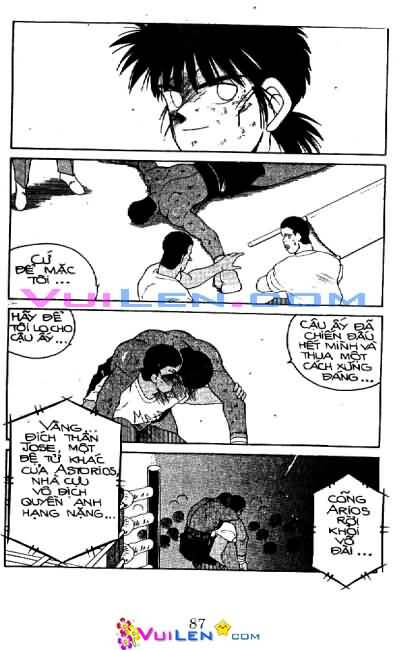 CỨ
ĐỂ MẶC
TÔI ...
VUILEN.COM
HÃY ĐỂ
TÔI LO CHO
CẬU ẤY ...
CẬU ẤY ĐÃ
CHIẾN ĐẤU
HẾT MÌNH VÀ
THUA MỘT
CÁCH XỨNG
ĐÁNG ...
VÂNG ...
ĐÍCH THÂN
JOSE, MỘT
ĐỆ TỬ KHÁC
CỦA ASTORIOS,
NHÀ CỰU
VÔ ĐỊCH
QUYỀN ANH
HẠNG NẶNG ...
CÕNG
ARIOS
RỜI
KHỎI
VÕ
ĐÀI ...
87
VUILEN COM